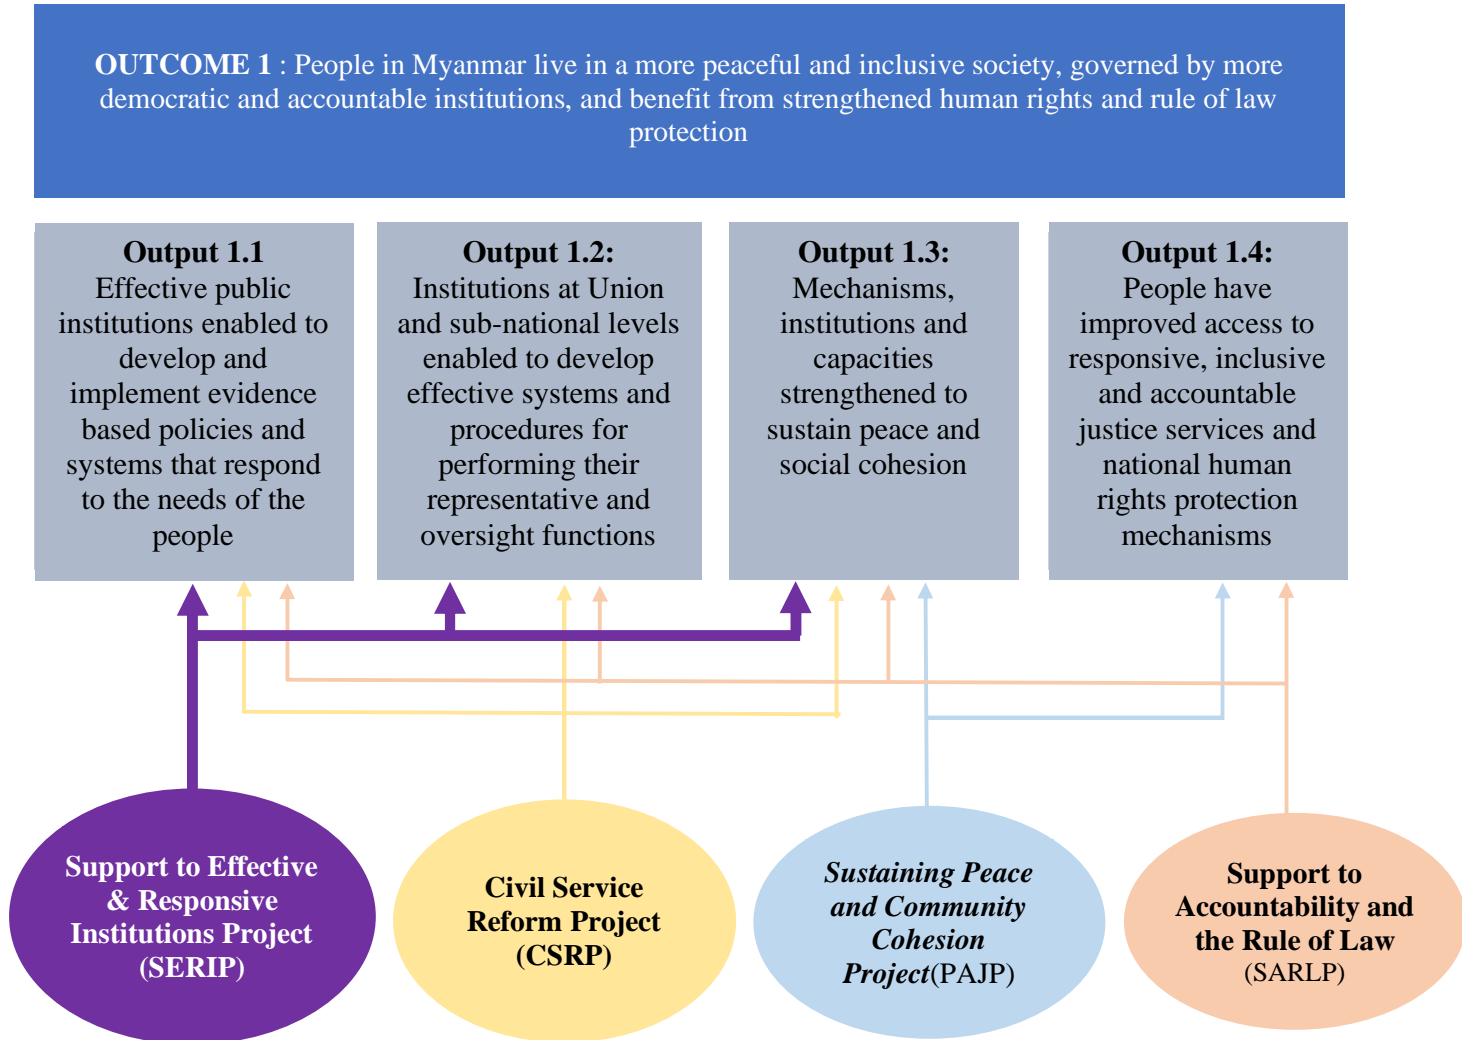 OUTCOME 1 : People in Myanmar live in a more peaceful and inclusive society, governed by more
democratic and accountable institutions, and benefit from strengthened human rights and rule of law
protection
Output 1.1
Effective public
institutions enabled to
develop and
implement evidence
based policies and
systems that respond
to the needs of the
people
Output 1.2:
Institutions at Union
and sub-national levels
enabled to develop
effective systems and
procedures for
performing their
representative and
oversight functions
Output 1.3:
Mechanisms,
institutions and
capacities
strengthened to
sustain peace and
social cohesion
Output 1.4:
People have
improved access to
responsive, inclusive
and accountable
justice services and
national human
rights protection
mechanisms
Support to Effective
& Responsive
Institutions Project
(SERIP)
Civil Service
Reform Project
(CSRP)
Sustaining Peace
and Community
Cohesion
Project(PAJP)
Support to
Accountability and
the Rule of Law
(SARLP)